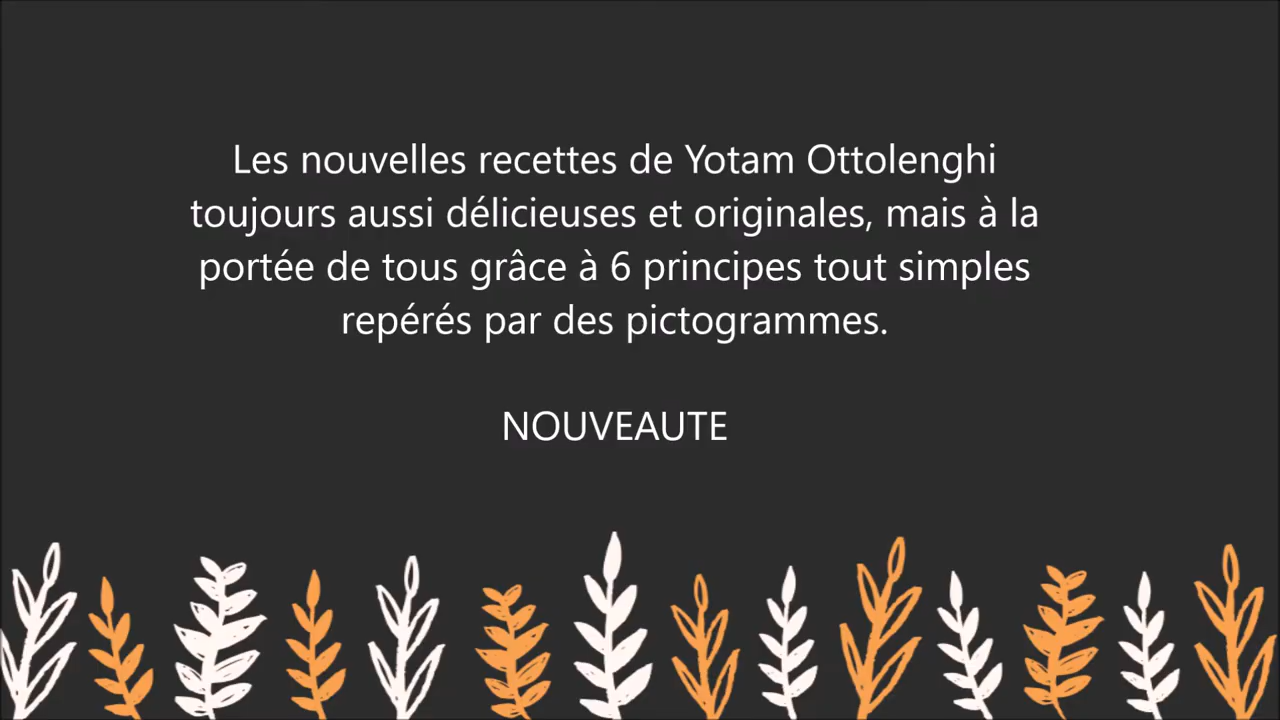 Les nouvelles recettes de Yotam Ottolenghi
toujours aussi délicieuses et originales, mais à la
portée de tous grâce à 6 principes tout simples
repérés par des pictogrammes.
NOUVEAUTE